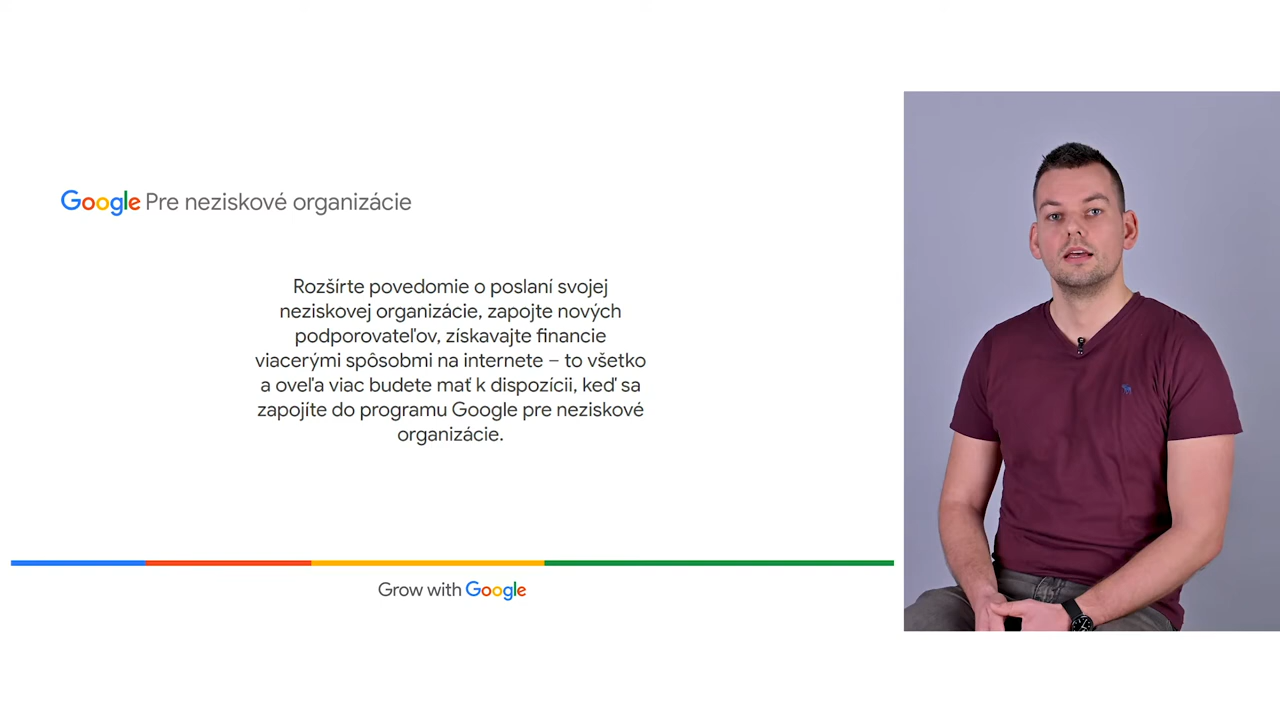 Google Pre neziskové organizácie
Rozšírte povedomie o poslaní svojej
neziskovej organizácie, zapojte nových
podporovateľov, získavajte financie
viacerými spôsobmi na internete – to všetko
a oveľa viac budete mať k dispozícii, keď sa
zapojíte do programu Google pre neziskové
organizácie.
Grow with Google